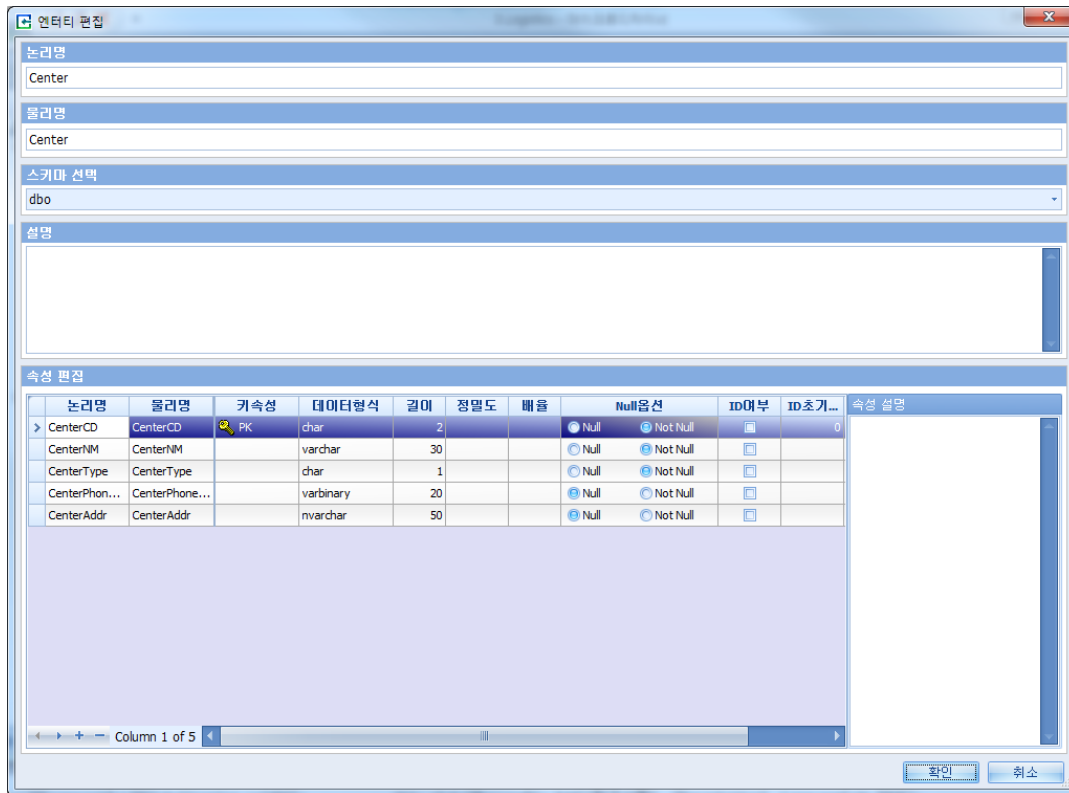 엔터티 편집
논리명
Center
물리명
Center
스키마 선택
dbo
설명
속성 편집
논리명 물리명 키속성 데이터형식 길이 정밀도 배율 Null옵션 ID여부 ID초기... 속성 설명
CenterCD CenterCD PK char 2 Null Not Null 0
CenterNM CenterNM varchar 30 Null Not Null
CenterType CenterType char 1 Null Not Null
CenterPhon... CenterPhone... varbinary 20 Null Not Null
CenterAddr CenterAddr nvarchar 50 Null Not Null
Column 1 of 5
확인 취소